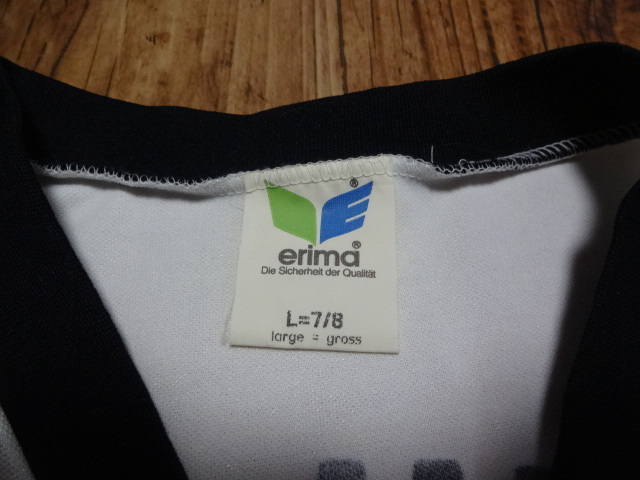 ®
erima®
Die Sicherheit der Qualität
L=7/8
large = gross